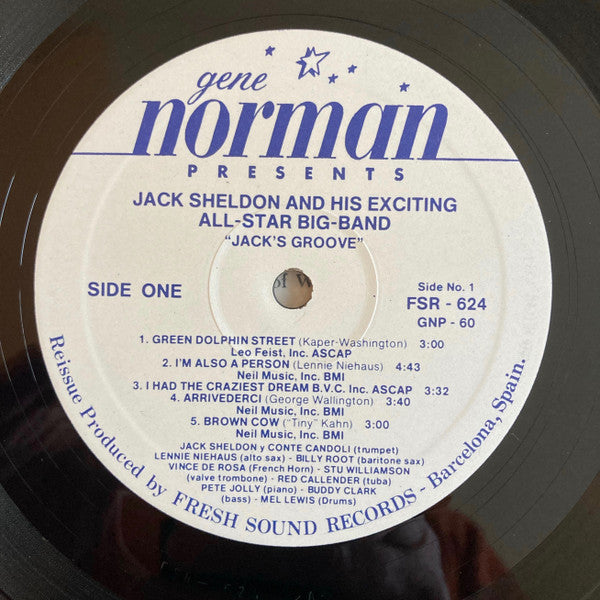 gene
norman
PRESENTS
JACK SHELDON AND HIS EXCITING
ALL-STAR BIG-BAND
"JACK'S GROOVE"
SIDE ONE
Side No. 1
FSR - 624
GNP - 60
of
1. GREEN DOLPHIN STREET (Kaper-Washington) 3:00
Leo Feist, Inc. ASCAP
2. I'M ALSO A PERSON (Lennie Niehaus) 4:43
Neil Music, Inc. BMI
3. I HAD THE CRAZIEST DREAM B.V.C. Inc. ASCAP 3:32
4. ARRIVEDERCI (George Wallington) 3:40
Neil Music, Inc. BMI
5. BROWN COW ("Tiny" Kahn) 3:00
Neil Music, Inc. BMI
JACK SHELDON y CONTE CANDOLI (trumpet)
LENNIE NIEHAUS (alto sax) - BILLY ROOT (baritone sax)
VINCE DE ROSA (French Horn) - STU WILLIAMSON
(valve trombone) - RED CALLENDER (tuba)
PETE JOLLY (piano) - BUDDY CLARK
(bass) - MEL LEWIS (Drums)
Reissue Produced by FRESH SOUND RECORDS - Barcelona, Spain.